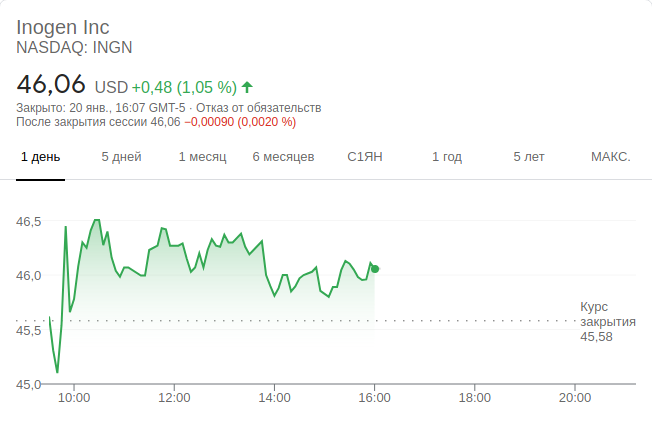 Inogen Inc
NASDAQ: INGN
46,06 USD +0,48 (1,05 %)
Закрыто: 20 янв., 16:07 GMT-5 · Отказ от обязательств
После закрытия сессии 46,06 −0,00090 (0,0020 %)
1 день 5 дней 1 месяц 6 месяцев С1ЯН 1 год 5 лет МАКС.
46,5
46,0
45,5
45,0
Курс
закрытия
45,58
10:00 12:00 14:00 16:00 18:00 20:00